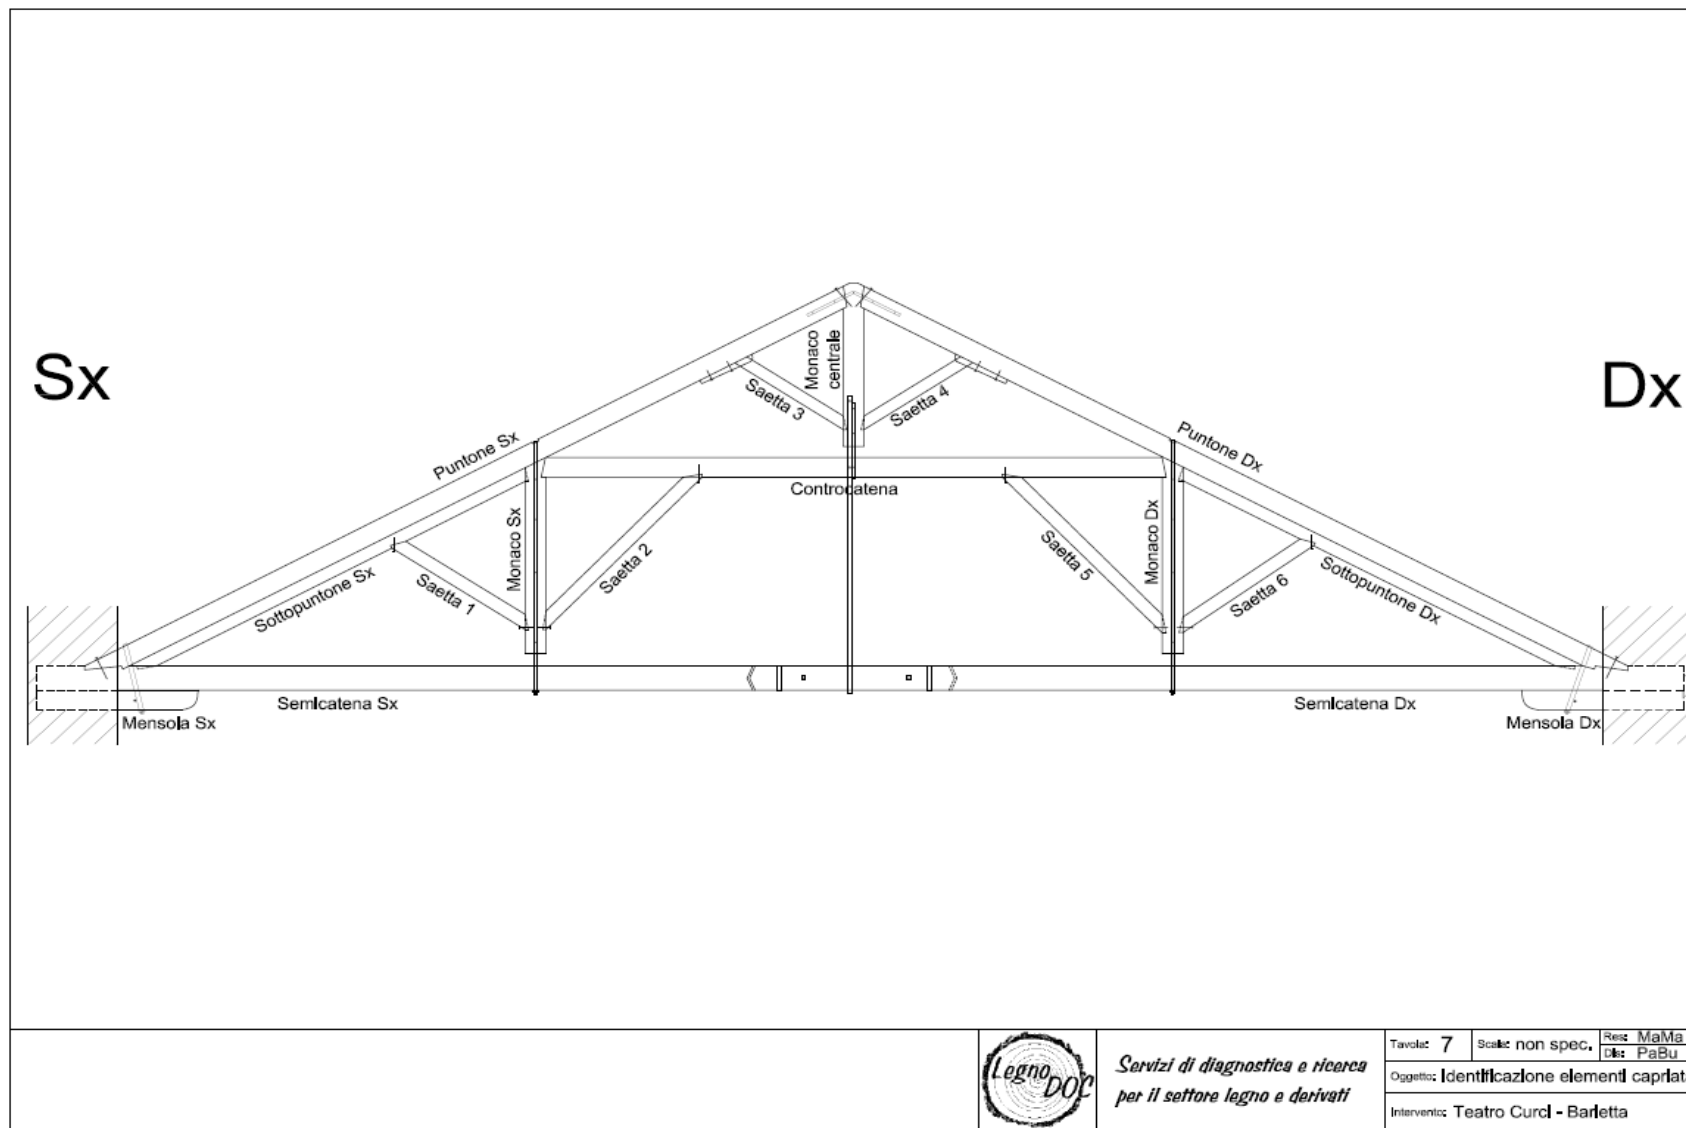 Sx
Dx
Monaco
centrale
Saetta 3
Saetta 4
Puntone Sx
Puntone Dx
Controcatena
Monaco Sx
Monaco Dx
Saetta 2
Saetta 5
Saetta 1
Saetta 6
Sottopuntone Sx
Sottopuntone Dx
Semicatena Sx
Semicatena Dx
Mensola Sx
Mensola Dx
Legno DOC
Servizi di diagnostica e ricerca
per il settore legno e derivati
Tavola: 7
Scala: non spec.
Res: MaMa
Dis: PaBu
Oggetto: Identificazione elementi capriat
Intervento: Teatro Curci - Barletta